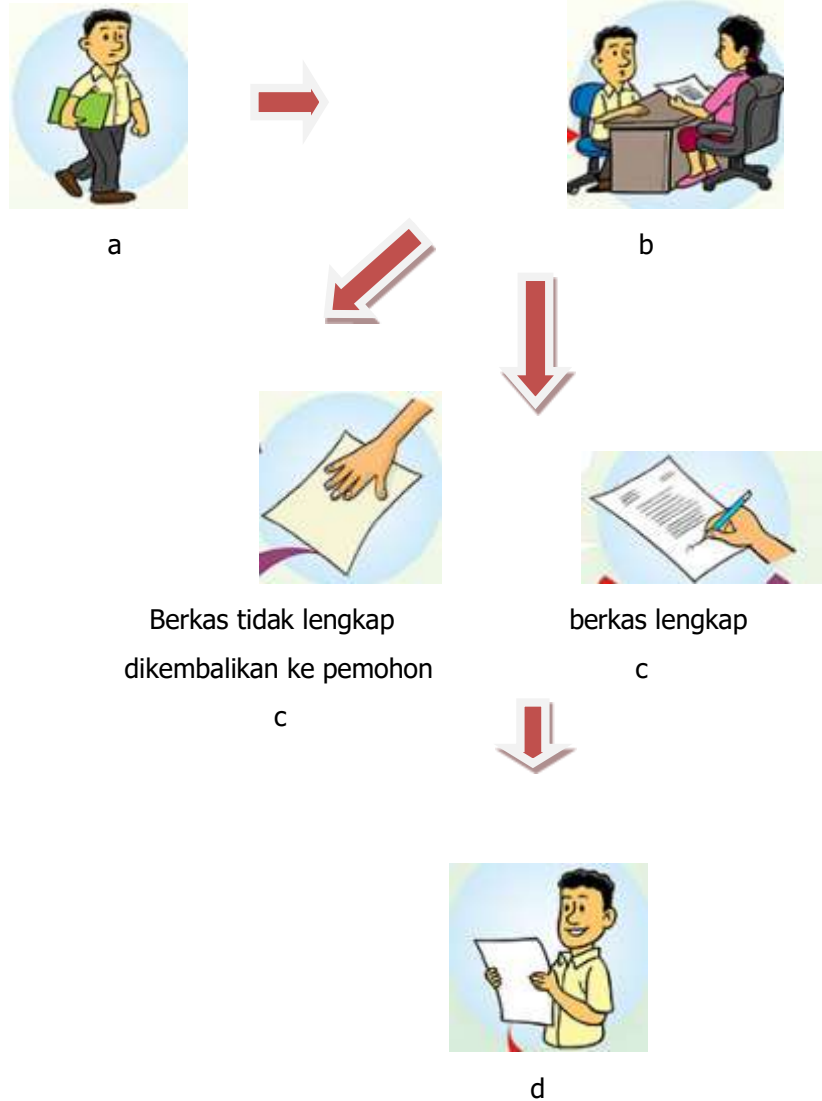 a
b
Berkas tidak lengkap
dikembalikan ke pemohon
c
berkas lengkap
c
d